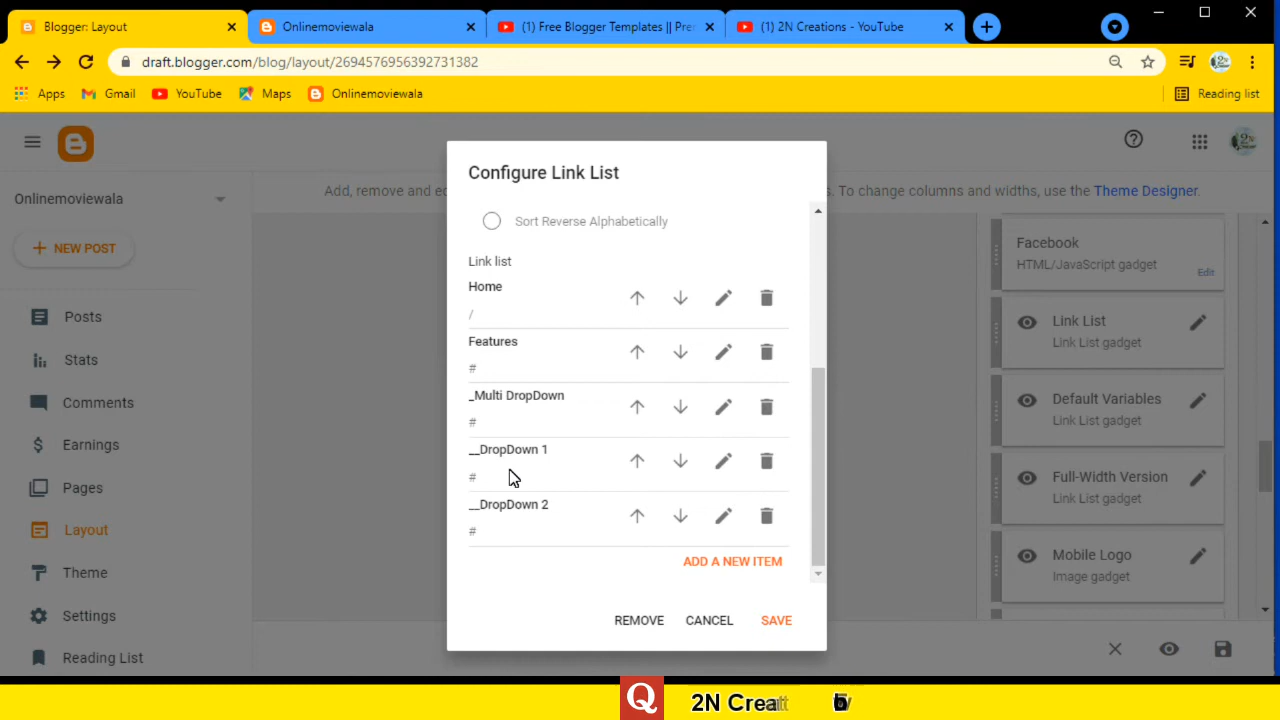 Blogger: Layout
Onlinemoviewala
(1) Free Blogger Templates || Pre
(1) 2N Creations - YouTube
draft.blogger.com/blog/layout/2694576956392731382
Apps
Gmail
YouTube
Maps
Onlinemoviewala
Reading list
Onlinemoviewala
Add, remove and
. To change columns and widths, use the Theme Designer.
NEW POST
Posts
Stats
Comments
Earnings
Pages
Layout
Theme
Settings
Reading List
Configure Link List
Sort Reverse Alphabetically
Link list
Home
/
Features
#
_Multi DropDown
#
__DropDown 1
#
__DropDown 2
#
ADD A NEW ITEM
REMOVE
CANCEL
SAVE
Facebook
HTML/JavaScript gadget
Edit
Link List
Link List gadget
Default Variables
Link List gadget
Full-Width Version
Link List gadget
Mobile Logo
Image gadget
Q
2N Creat